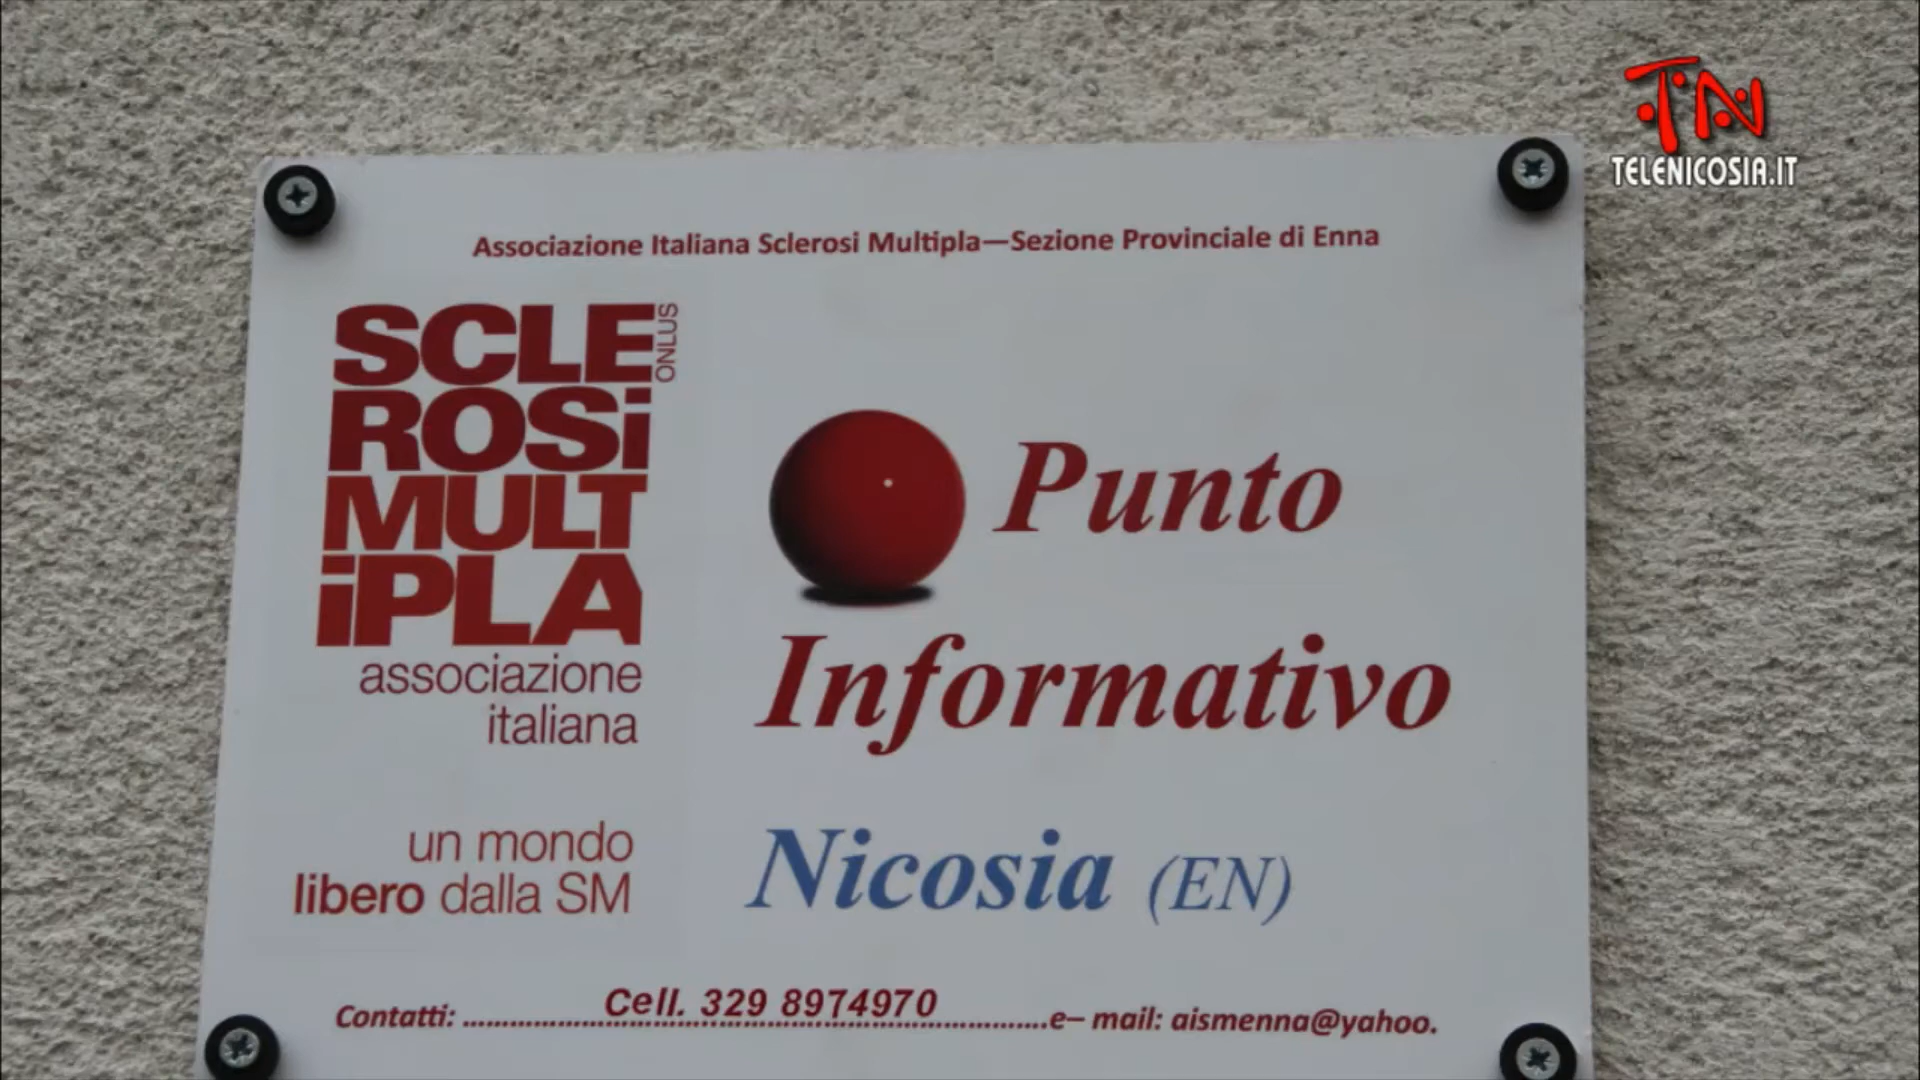 TN
TELENICOSIA.IT
Associazione Italiana Sclerosi Multipla—Sezione Provinciale di Enna
SCLE
ONLUS
ROSi
MULT
iPLA
associazione
italiana
un mondo
libero dalla SM
Punto
Informativo
Nicosia (EN)
Contatti: ........ Cell. 329 8974970 ........e– mail: aismenna@yahoo.